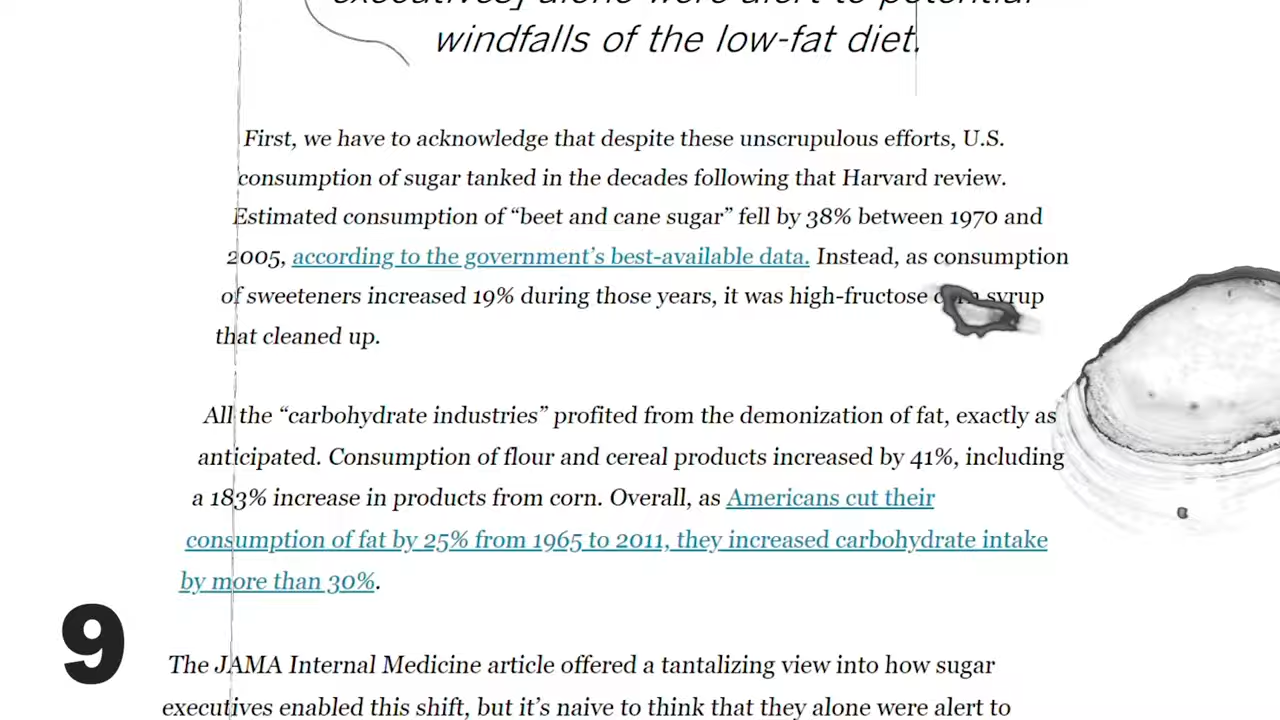 alone were alert to potential
windfalls of the low-fat diet.
First, we have to acknowledge that despite these unscrupulous efforts, U.S.
consumption of sugar tanked in the decades following that Harvard review.
Estimated consumption of “beet and cane sugar” fell by 38% between 1970 and
2005, according to the government’s best-available data. Instead, as consumption
of sweeteners increased 19% during those years, it was high-fructose corn syrup
that cleaned up.
All the “carbohydrate industries” profited from the demonization of fat, exactly as
anticipated. Consumption of flour and cereal products increased by 41%, including
a 183% increase in products from corn. Overall, as Americans cut their
consumption of fat by 25% from 1965 to 2011, they increased carbohydrate intake
by more than 30%.
9
The JAMA Internal Medicine article offered a tantalizing view into how sugar
executives enabled this shift, but it’s naive to think that they alone were alert to